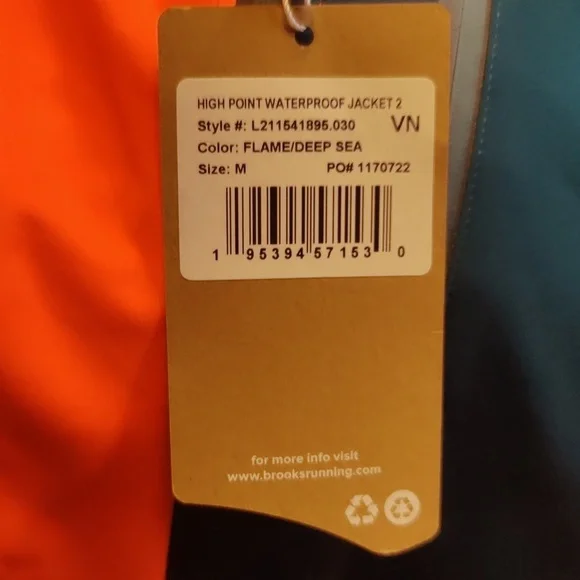 HIGH POINT WATERPROOF JACKET 2
Style #: L211541895.030 VN
Color: FLAME/DEEP SEA
Size: M PO# 1170722
1 95394 57153 0
for more info visit
www.brooksrunning.com